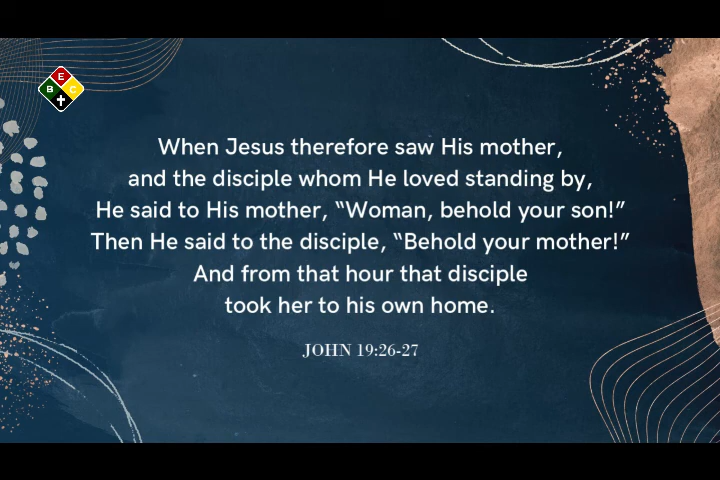 E
B C
When Jesus therefore saw His mother,
and the disciple whom He loved standing by,
He said to His mother, “Woman, behold your son!”
Then He said to the disciple, “Behold your mother!”
And from that hour that disciple
took her to his own home.
JOHN 19:26-27